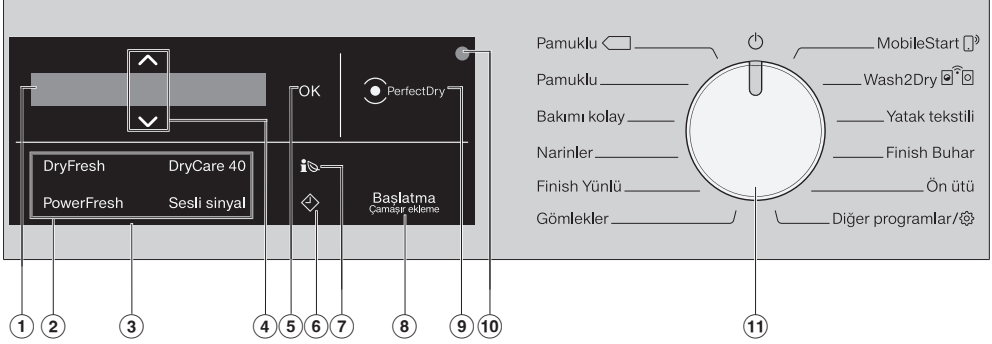 OK
PerfectDry
DryFresh
DryCare 40
PowerFresh
Sesli sinyal
Başlatma
Çamaşır ekleme
Pamuklu
Pamuklu
Bakımı kolay
Narinler
Finish Yünlü
Gömlekler
MobileStart
Wash2Dry
Yatak tekstili
Finish Buhar
Ön ütü
Diğer programlar/
1 2 3 4 5 6 7 8 9 10 11